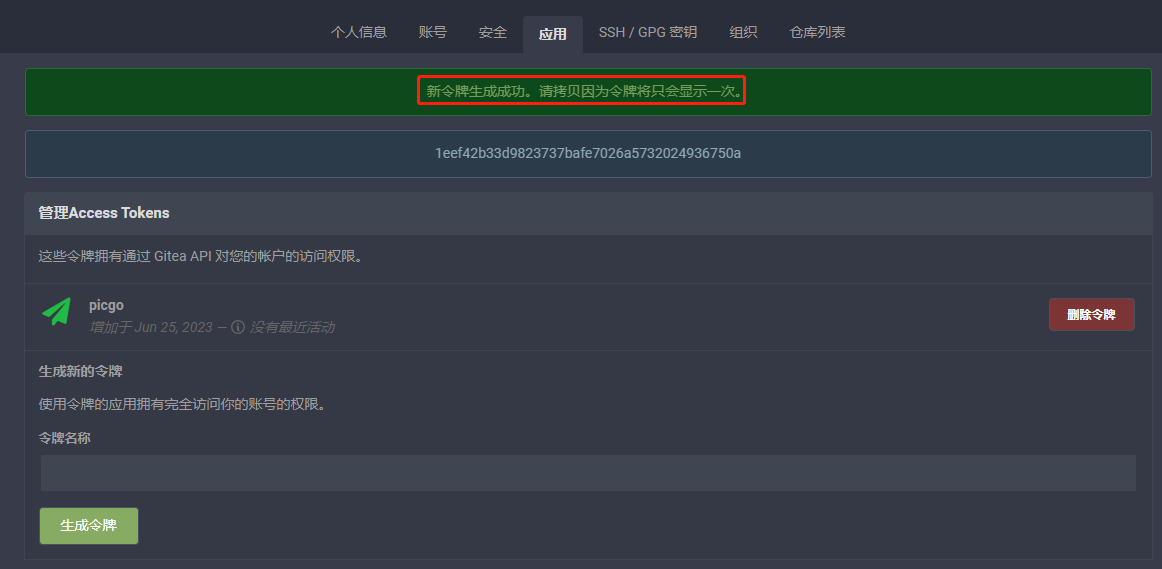 个人信息 账号 安全 应用 SSH / GPG 密钥 组织 仓库列表
新令牌生成成功。请拷贝因为令牌将只会显示一次。
1eef42b33d9823737bafe7026a5732024936750a
管理Access Tokens
这些令牌拥有通过 Gitea API 对您的帐户的访问权限。
picgo
增加于 Jun 25, 2023 — 没有最近活动
删除令牌
生成新的令牌
使用令牌的应用拥有完全访问你的账号的权限。
令牌名称
生成令牌